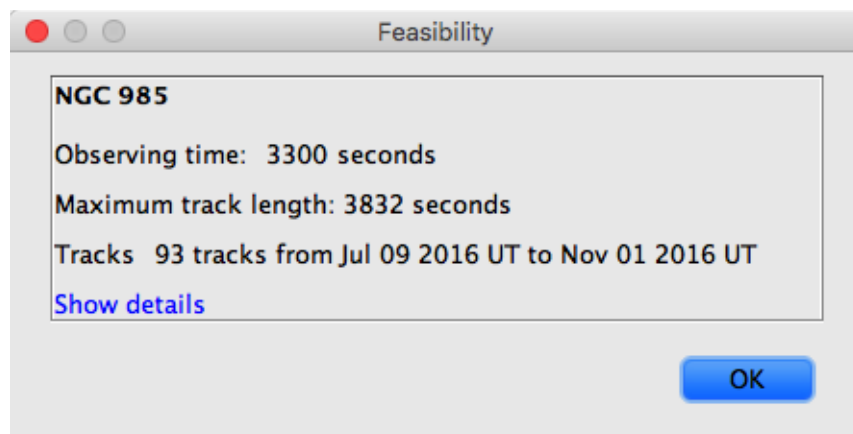 Feasibility
NGC 985
Observing time: 3300 seconds
Maximum track length: 3832 seconds
Tracks 93 tracks from Jul 09 2016 UT to Nov 01 2016 UT
Show details
OK